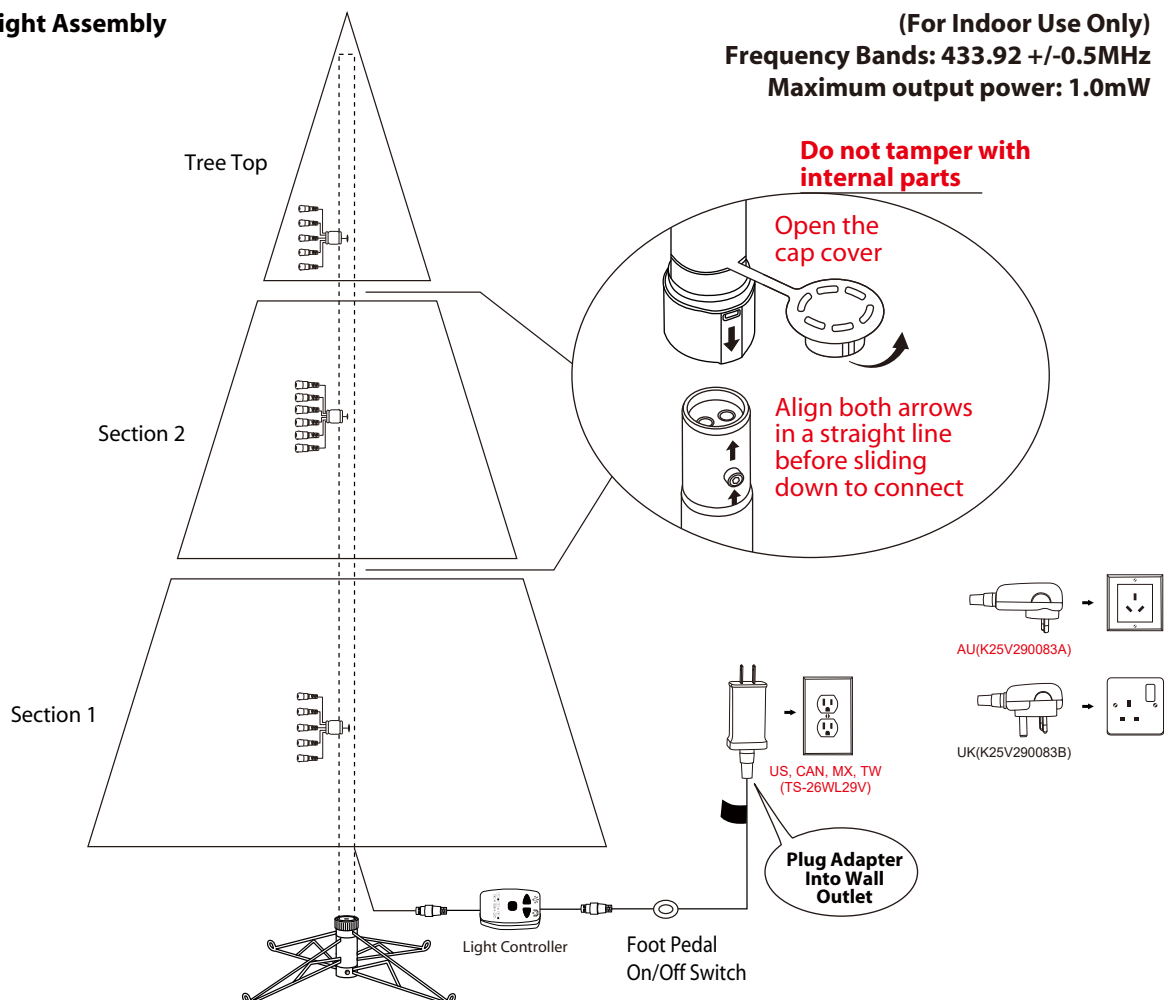 ight Assembly
(For Indoor Use Only)
Frequency Bands: 433.92 +/-0.5MHz
Maximum output power: 1.0mW
Do not tamper with
internal parts
Tree Top
Open the
cap cover
Align both arrows
in a straight line
before sliding
down to connect
Section 2
AU(K25V290083A)
Section 1
UK(K25V290083B)
US, CAN, MX, TW
(TS-26WL29V)
Plug Adapter
Into Wall
Outlet
Light Controller
Foot Pedal
On/Off Switch